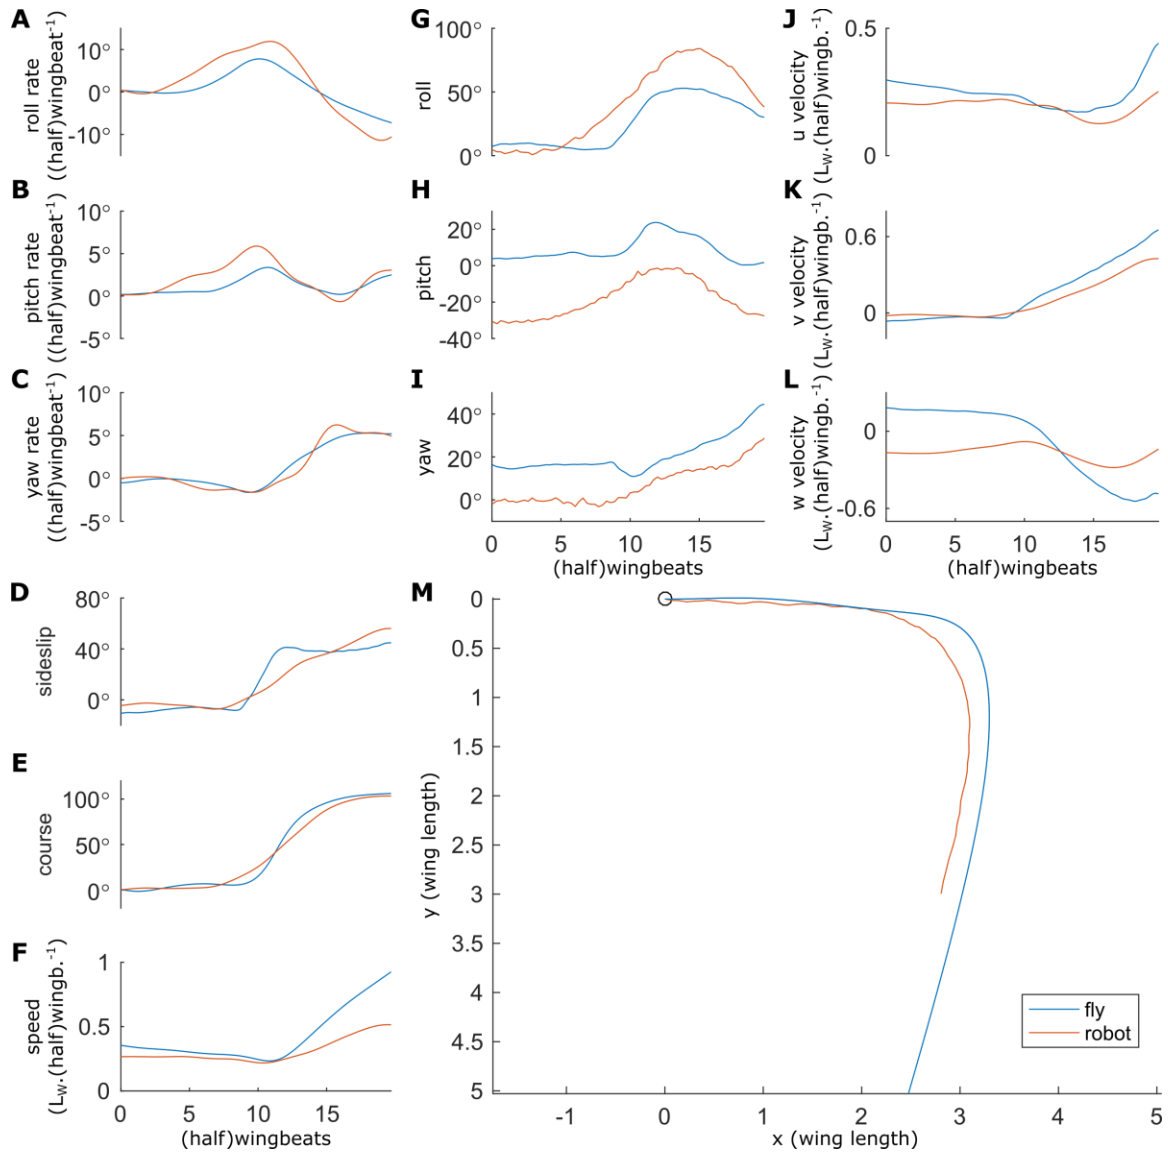 A
roll rate
((half)wingbeat-1)
10°
0°
-10°
B
pitch rate
((half)wingbeat-1)
10°
5°
0°
-5°
C
yaw rate
((half)wingbeat-1)
10°
5°
0°
-5°
D
sideslip
80°
40°
0°
E
course
100°
50°
0°
F
speed
(LW.(half)wingb.-1)
1
0.5
0
0 5 10 15
(half)wingbeats
G
roll
100°
50°
0°
H
pitch
20°
0°
-20°
-40°
I
yaw
40°
20°
0°
0 5 10 15
(half)wingbeats
J
u velocity
(LW.(half)wingb.-1)
0.5
0
K
v velocity
(LW.(half)wingb.-1)
0.6
0
L
w velocity
(LW.(half)wingb.-1)
0
-0.6
0 5 10 15
(half)wingbeats
M
y (wing length)
0
0.5
1
1.5
2
2.5
3
3.5
4
4.5
5
fly
robot
-1 0 1 2 3 4 5
x (wing length)